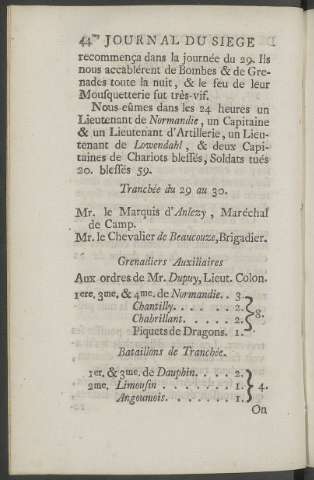 44 JOURNAL DU SIEGE
recommença dans la journée du 29. Ils
nous accablérent de Bombes & de Gre-
nades toute la nuit, & le feu de leur
Mousquetterie fut très-vif.
Nous eûmes dans les 24 heures un
Lieutenant de Normandie, un Capitaine
& un Lieutenant d'Artillerie, un Lieu-
tenant de Lowendahl, & deux Capi-
taines de Chariots blessés, Soldats tués
20. blessés 59.
Tranchée du 29 au 30.
Mr. le Marquis d'Anlezy, Maréchal
de Camp.
Mr. le Chevalier de Beaucouze, Brigadier.
Grenadiers Auxiliaires
Aux ordres de Mr. Dupuy, Lieut. Colon.
1ere, 3me, & 4me. de Normandie. . 3.
Chantilly. . . . . . 2.
Chabrillant. . . . . 2. 8.
Piquets de Dragons. 1.
Bataillons de Tranchée.
1er. & 3me. de Dauphin. . . . 2.
2me. Limousin . . . . . . . 1. 4.
Angoumois. . . . . . . 1.
On